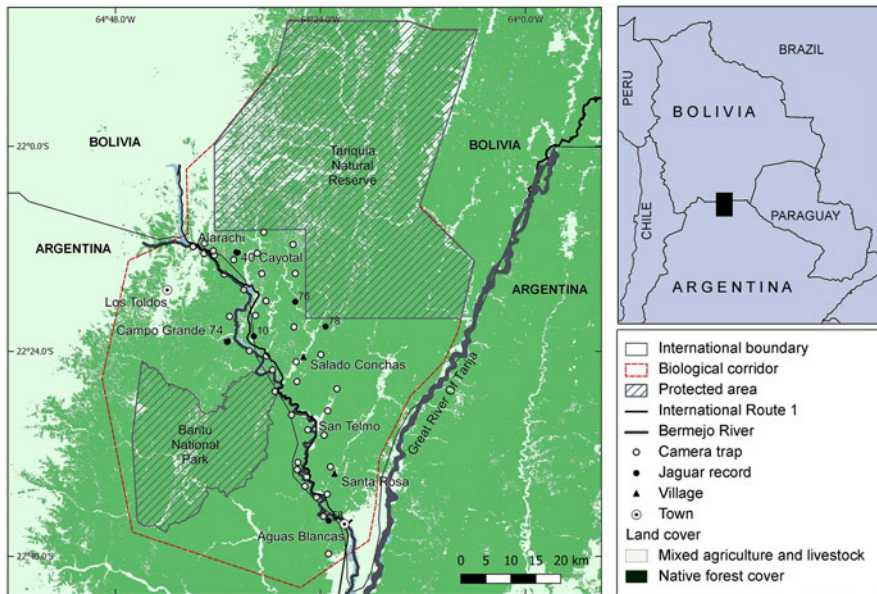 64°48'0"W
64°24'0"W
64°0'0"W
22°0'0"S
BOLIVIA
BOLIVIA
Tariquia
Natural
Reserve
ARGENTINA
Alarachi
40 Cayotal
ARGENTINA
Los Toldos
76
Campo Grande 74
10
78
22°24'0"S
Salado Conchas
Great River Of Tarija
Baritu
National
Park
San Telmo
Santa Rosa
58
Aguas Blancas
0 5 10 15 20 km
PERU
BRAZIL
BOLIVIA
CHILE
PARAGUAY
ARGENTINA
International boundary
Biological corridor
Protected area
International Route 1
Bermejo River
Camera trap
Jaguar record
Village
Town
Land cover
Mixed agriculture and livestock
Native forest cover